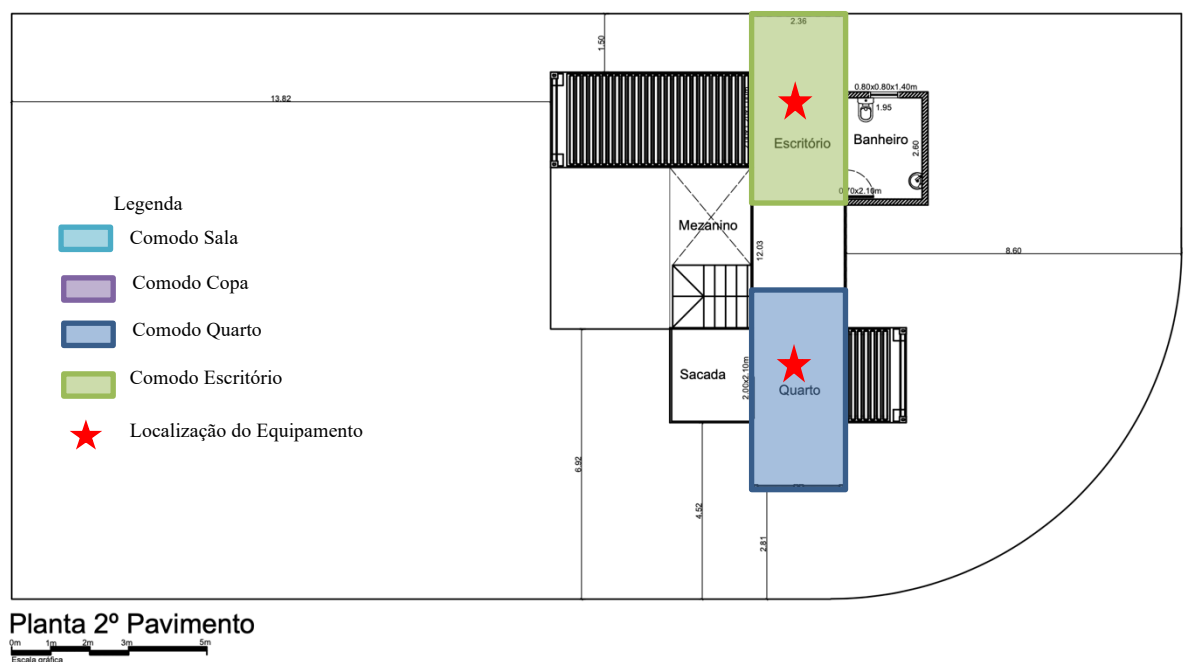 2.36
1.50
13.82
0.80x0.80x1.40m
1.95
Escritório
Banheiro
2.60
0.70x2.10m
Legenda
Comodo Sala
Comodo Copa
Comodo Quarto
Comodo Escritório
Localização do Equipamento
Mezanino
12.03
8.60
Sacada
2.00x2.10m
Quarto
6.92
4.52
2.81
Planta 2º Pavimento
0m 1m 2m 3m 5m
Escala gráfica